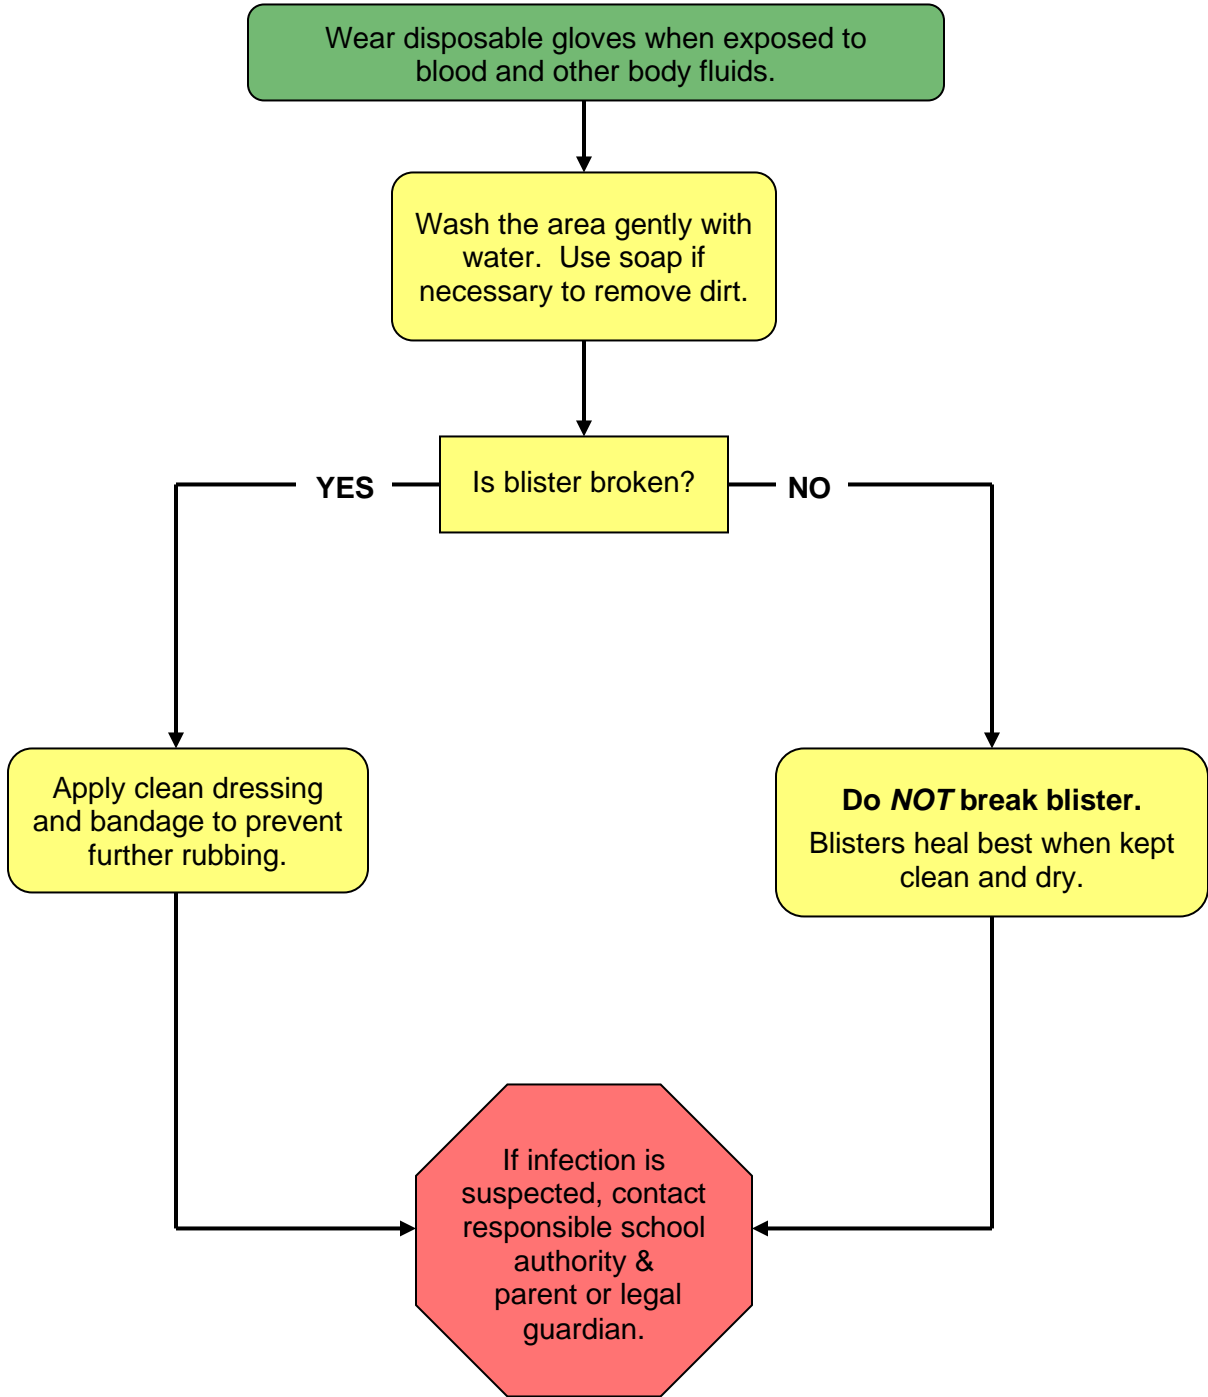 Wear disposable gloves when exposed to
blood and other body fluids.
Wash the area gently with
water.  Use soap if
necessary to remove dirt.
Is blister broken?
YES
NO
Apply clean dressing
and bandage to prevent
further rubbing.
Do NOT break blister.
Blisters heal best when kept
clean and dry.
If infection is
suspected, contact
responsible school
authority &
parent or legal
guardian.